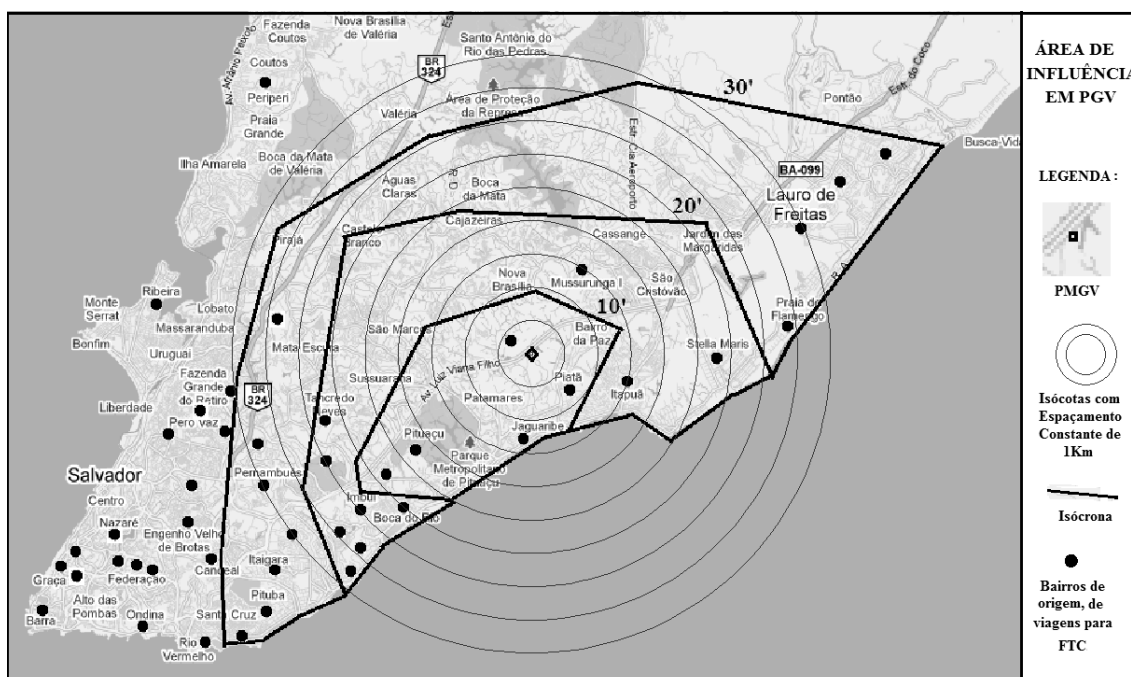 Fazenda
Coutos
Nova Brasília
de Valéria
Coutos
Santo Antônio do
Rio das Pedras
BR
324
Periperi
Praia
Grande
Valéria
Área de Proteção
da Represa
30'
Estr. do Coco
Pontão
Busca-Vida
Ilha Amarela
Boca da Mata
de Valéria
Águas
Claras
Boca
da Mata
Estr. Cia Aeroporto
BA-099
Lauro de
Freitas
Pirajá
Castelo
Branco
Cajazeiras
20'
Cassange
Jardim das
Margaridas
Ribeira
Monte
Serrat
Lobato
Massaranduba
Bonfim
Uruguai
Nova
Brasília
Mussurunga I
São
Cristóvão
10'
Praia do
Flamengo
Mata Escura
São Marcos
Bairro
da Paz
Stella Maris
Fazenda
Grande
do Retiro
Liberdade
Pero Vaz
BR
324
Sussuarana
Av. Luiz Viana Filho
Piatã
Itapuã
Tancredo
Neves
Patamares
Jaguaribe
Pituaçu
Parque
Metropolitano
de Pituaçu
Salvador
Centro
Pernambués
Imbuí
Boca do Rio
Nazaré
Engenho Velho
de Brotas
Graça
Federação
Candeal
Itaigara
Alto das
Pombas
Ondina
Santa Cruz
Pituba
Barra
Rio
Vermelho
ÁREA DE
INFLUÊNCIA
EM PGV
LEGENDA :
PMGV
Isócotas com
Espaçamento
Constante de
1Km
Isócrona
Bairros de
origem, de
viagens para
FTC